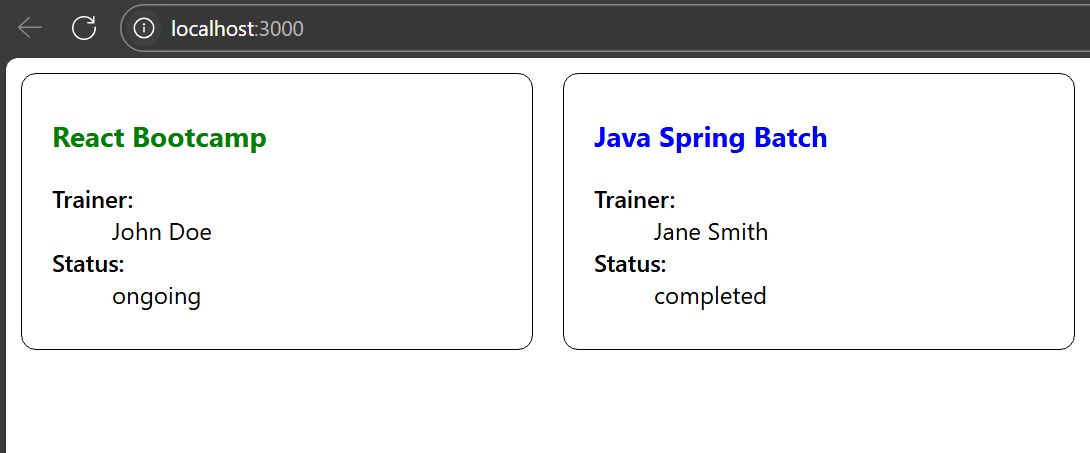 localhost:3000
React Bootcamp
Trainer:
John Doe
Status:
ongoing
Java Spring Batch
Trainer:
Jane Smith
Status:
completed